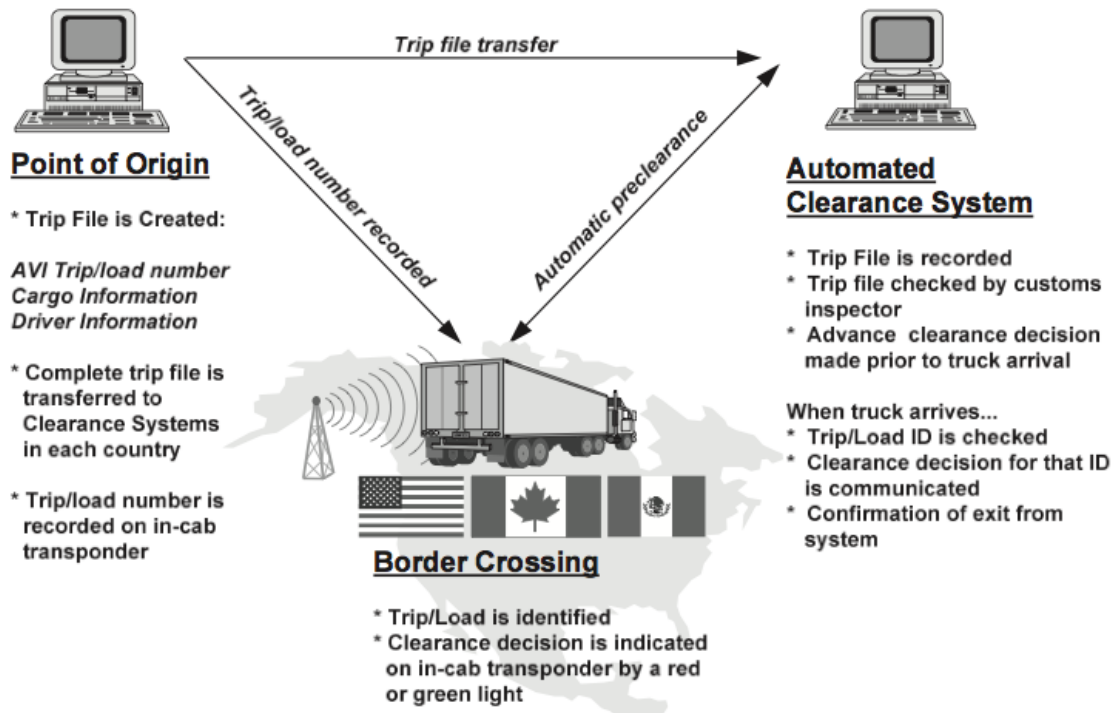 Trip file transfer
Trip/load number recorded
Automatic preclearance
Point of Origin
* Trip File is Created:
AVI Trip/load number
Cargo Information
Driver Information
* Complete trip file is
transferred to
Clearance Systems
in each country
* Trip/load number is
recorded on in-cab
transponder
Automated
Clearance System
* Trip File is recorded
* Trip file checked by customs
inspector
* Advance clearance decision
made prior to truck arrival
When truck arrives...
* Trip/Load ID is checked
* Clearance decision for that ID
is communicated
* Confirmation of exit from
system
Border Crossing
* Trip/Load is identified
* Clearance decision is indicated
on in-cab transponder by a red
or green light